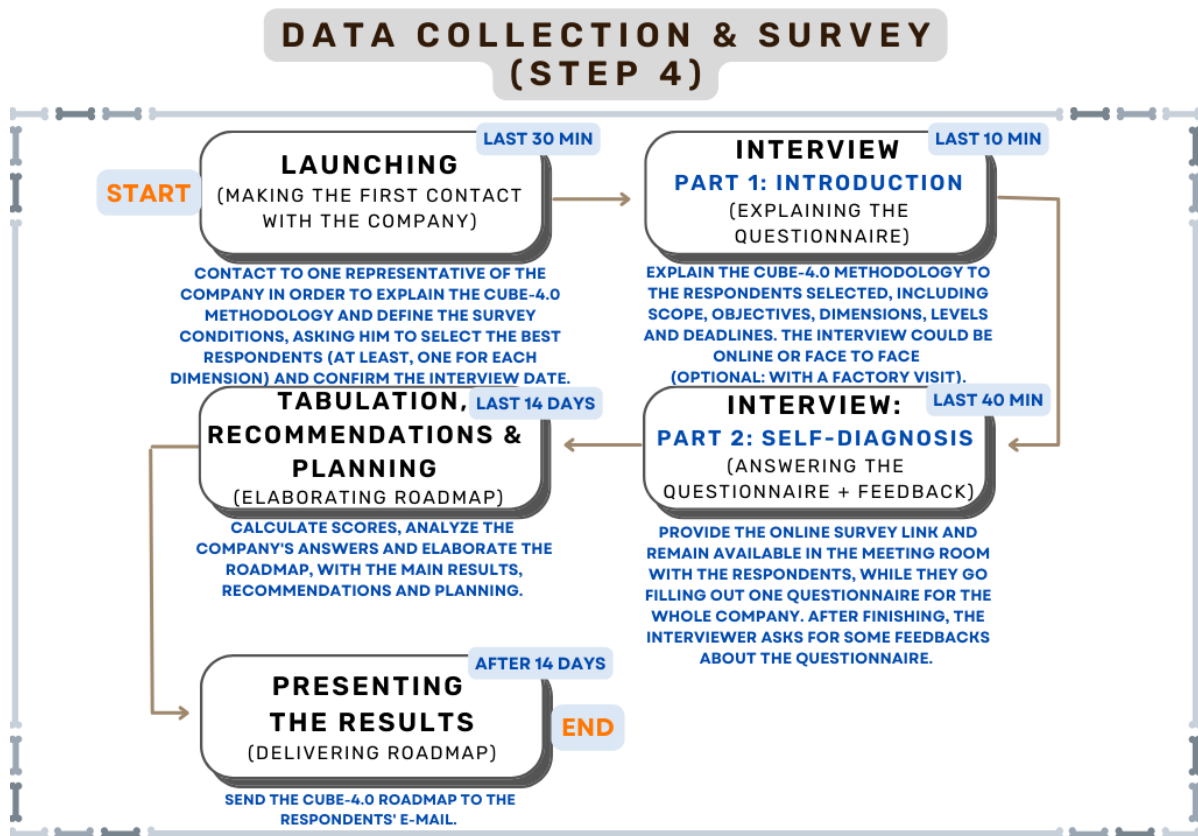 DATA COLLECTION & SURVEY
(STEP 4)
START
LAST 30 MIN
LAUNCHING
(MAKING THE FIRST CONTACT
WITH THE COMPANY)
CONTACT TO ONE REPRESENTATIVE OF THE
COMPANY IN ORDER TO EXPLAIN THE CUBE-4.0
METHODOLOGY AND DEFINE THE SURVEY
CONDITIONS, ASKING HIM TO SELECT THE BEST
RESPONDENTS (AT LEAST, ONE FOR EACH
DIMENSION) AND CONFIRM THE INTERVIEW DATE.
LAST 10 MIN
INTERVIEW
PART 1: INTRODUCTION
(EXPLAINING THE
QUESTIONNAIRE)
EXPLAIN THE CUBE-4.0 METHODOLOGY TO
THE RESPONDENTS SELECTED, INCLUDING
SCOPE, OBJECTIVES, DIMENSIONS, LEVELS
AND DEADLINES. THE INTERVIEW COULD BE
ONLINE OR FACE TO FACE
(OPTIONAL: WITH A FACTORY VISIT).
LAST 40 MIN
INTERVIEW:
PART 2: SELF-DIAGNOSIS
(ANSWERING THE
QUESTIONNAIRE + FEEDBACK)
PROVIDE THE ONLINE SURVEY LINK AND
REMAIN AVAILABLE IN THE MEETING ROOM
WITH THE RESPONDENTS, WHILE THEY GO
FILLING OUT ONE QUESTIONNAIRE FOR THE
WHOLE COMPANY. AFTER FINISHING, THE
INTERVIEWER ASKS FOR SOME FEEDBACKS
ABOUT THE QUESTIONNAIRE.
LAST 14 DAYS
TABULATION,
RECOMMENDATIONS &
PLANNING
(ELABORATING ROADMAP)
CALCULATE SCORES, ANALYZE THE
COMPANY'S ANSWERS AND ELABORATE THE
ROADMAP, WITH THE MAIN RESULTS,
RECOMMENDATIONS AND PLANNING.
AFTER 14 DAYS
PRESENTING
THE RESULTS
(DELIVERING ROADMAP)
END
SEND THE CUBE-4.0 ROADMAP TO THE
RESPONDENTS' E-MAIL.